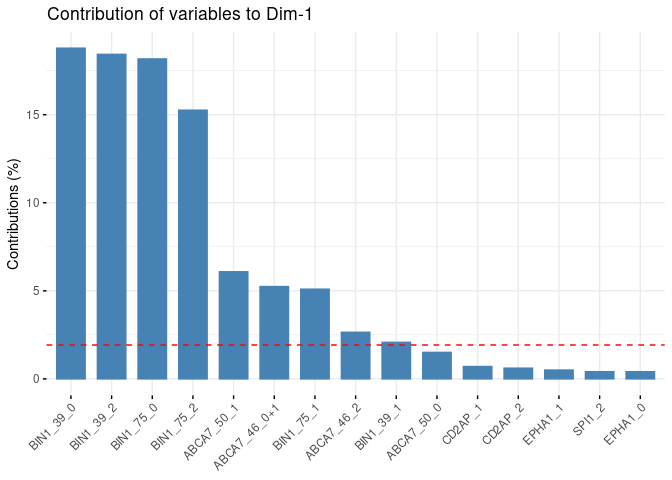 Contribution of variables to Dim-1
Contributions (%)
15
10
5
0
BIN1_39_0
BIN1_39_2
BIN1_75_0
BIN1_75_2
ABCA7_50_1
ABCA7_46_0+1
BIN1_75_1
ABCA7_46_2
BIN1_39_1
ABCA7_50_0
CD2AP_1
CD2AP_2
EPHA1_1
SPI1_2
EPHA1_0